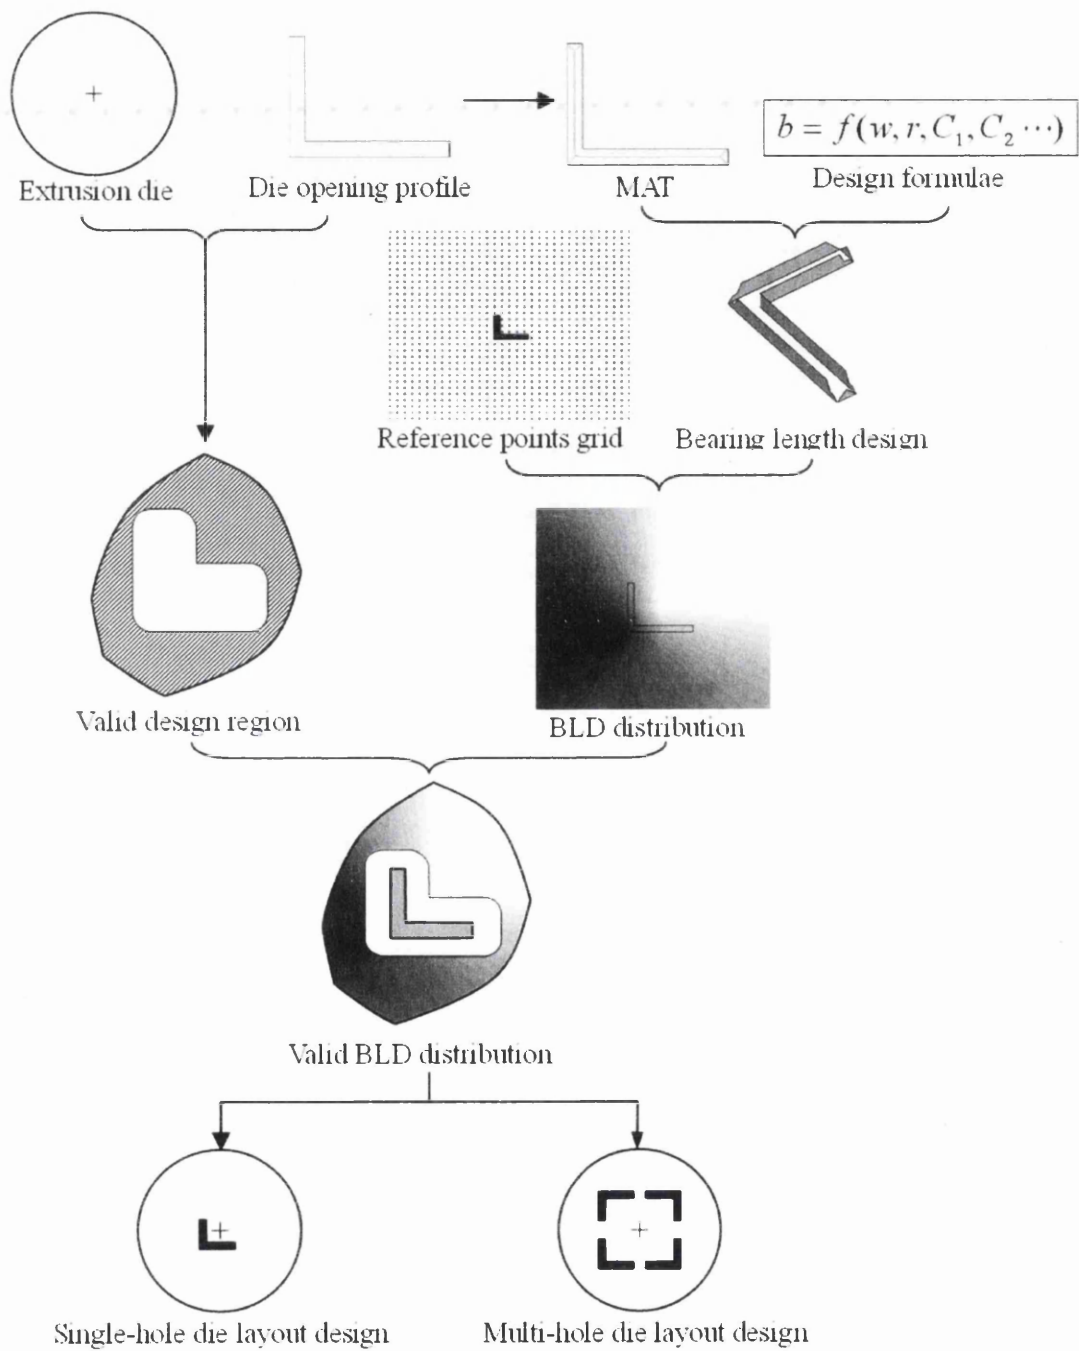 b = f(w, r, C₁, C₂ ⋯)
Extrusion die
Die opening profile
MAT
Design formulae
Reference points grid
Bearing length design
Valid design region
BLD distribution
Valid BLD distribution
Single-hole die layout design
Multi-hole die layout design